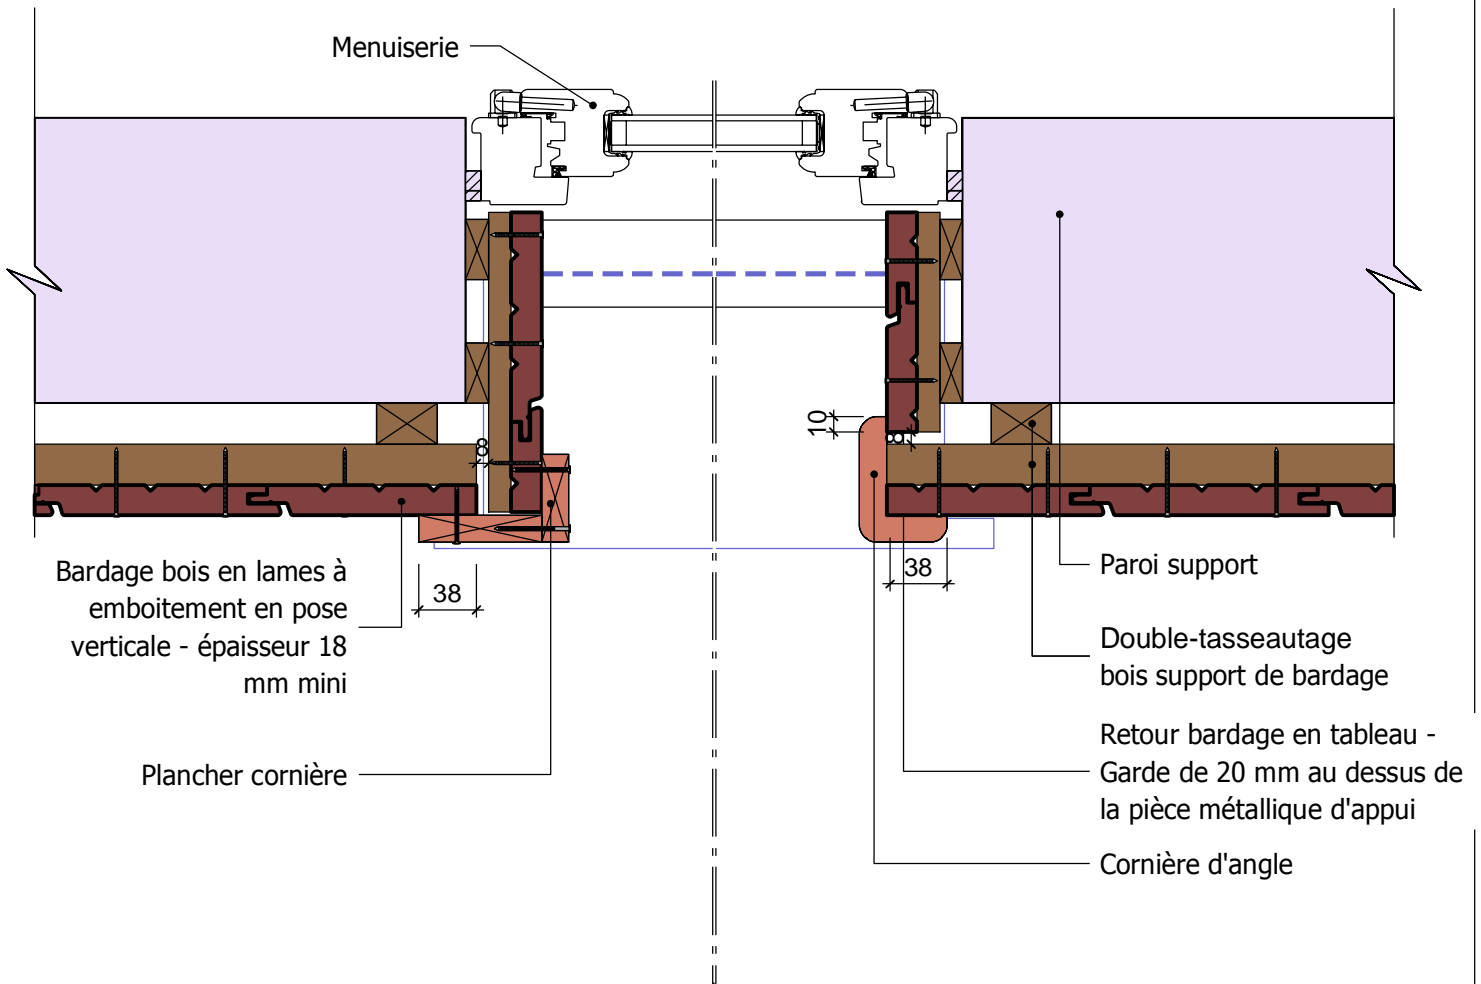 Menuiserie
10
8
8
38
38
Bardage bois en lames à
emboitement en pose
verticale - épaisseur 18
mm mini
Plancher cornière
Paroi support
Double-tasseautage
bois support de bardage
Retour bardage en tableau -
Garde de 20 mm au dessus de
la pièce métallique d'appui
Cornière d'angle